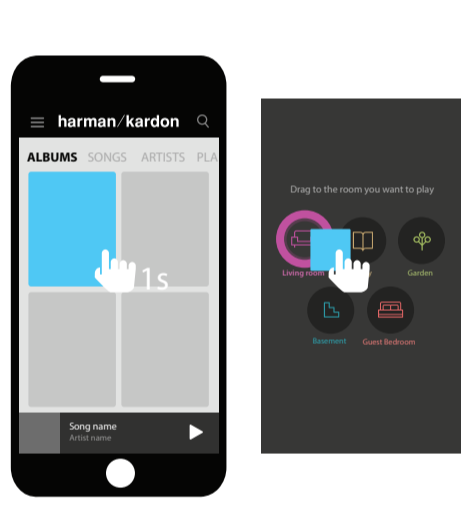 harman/kardon
ALBUMS SONGS ARTISTS PLA
1s
Song name
Artist name
Drag to the room you want to play
Living room
Garden
Basement Guest Bedroom